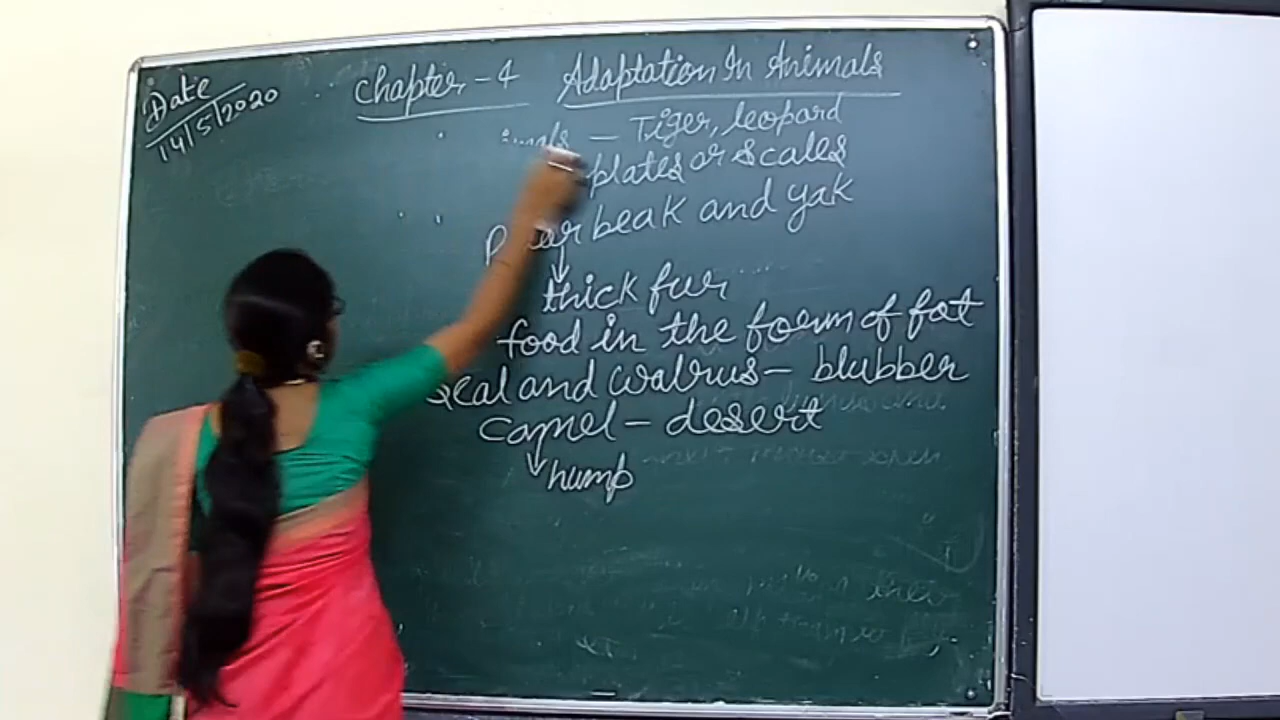 Date
14/5/2020
Chapter - 4 Adaptation In Animals
– Tiger, leopard
plates or scales
beak and yak
↓
thick fur
food in the form of fat
Seal and Walrus – blubber
Camel – desert
↓ hump